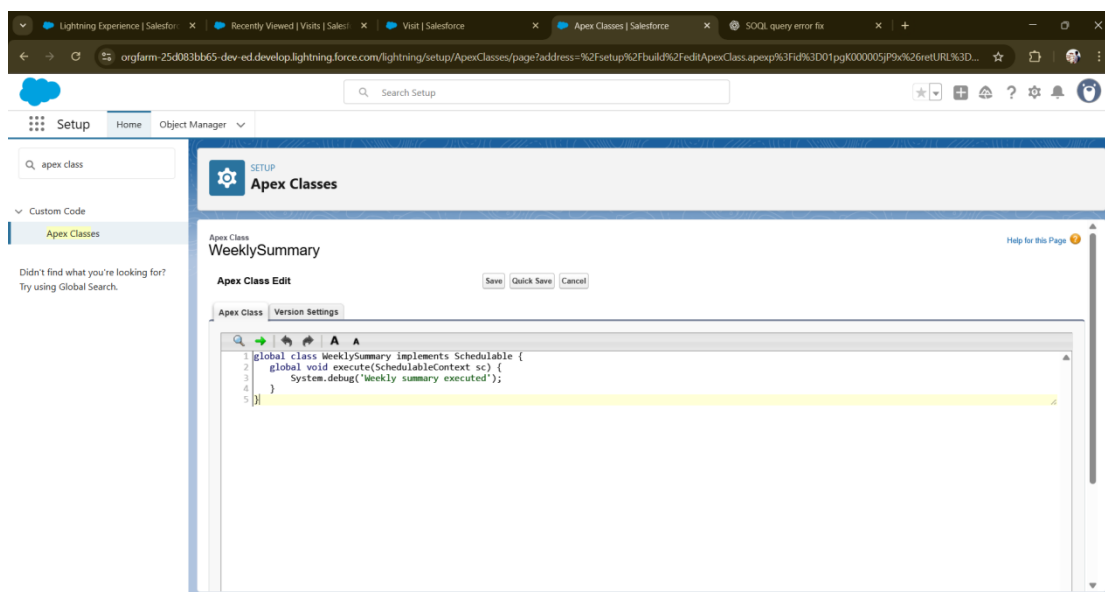 Lightning Experience | Salesforc
Recently Viewed | Visits | Salesf
Visit | Salesforce
Apex Classes | Salesforce
SOQL query error fix
orgfarm-25d083bb65-dev-ed.develop.lightning.force.com/lightning/setup/ApexClasses/page?address=%2Fsetup%2Fbuild%2FeditApexClass.apexp%3Fid%3D01pgK000005jP9x%26retURL%3D...
Search Setup
Setup Home Object Manager
apex class
SETUP
Apex Classes
Custom Code
Apex Classes
Didn't find what you're looking for?
Try using Global Search.
Apex Class
WeeklySummary
Help for this Page
Apex Class Edit
Save Quick Save Cancel
Apex Class Version Settings
A A
1 global class WeeklySummary implements Schedulable {
2 global void execute(SchedulableContext sc) {
3 System.debug('Weekly summary executed');
4 }
5 }